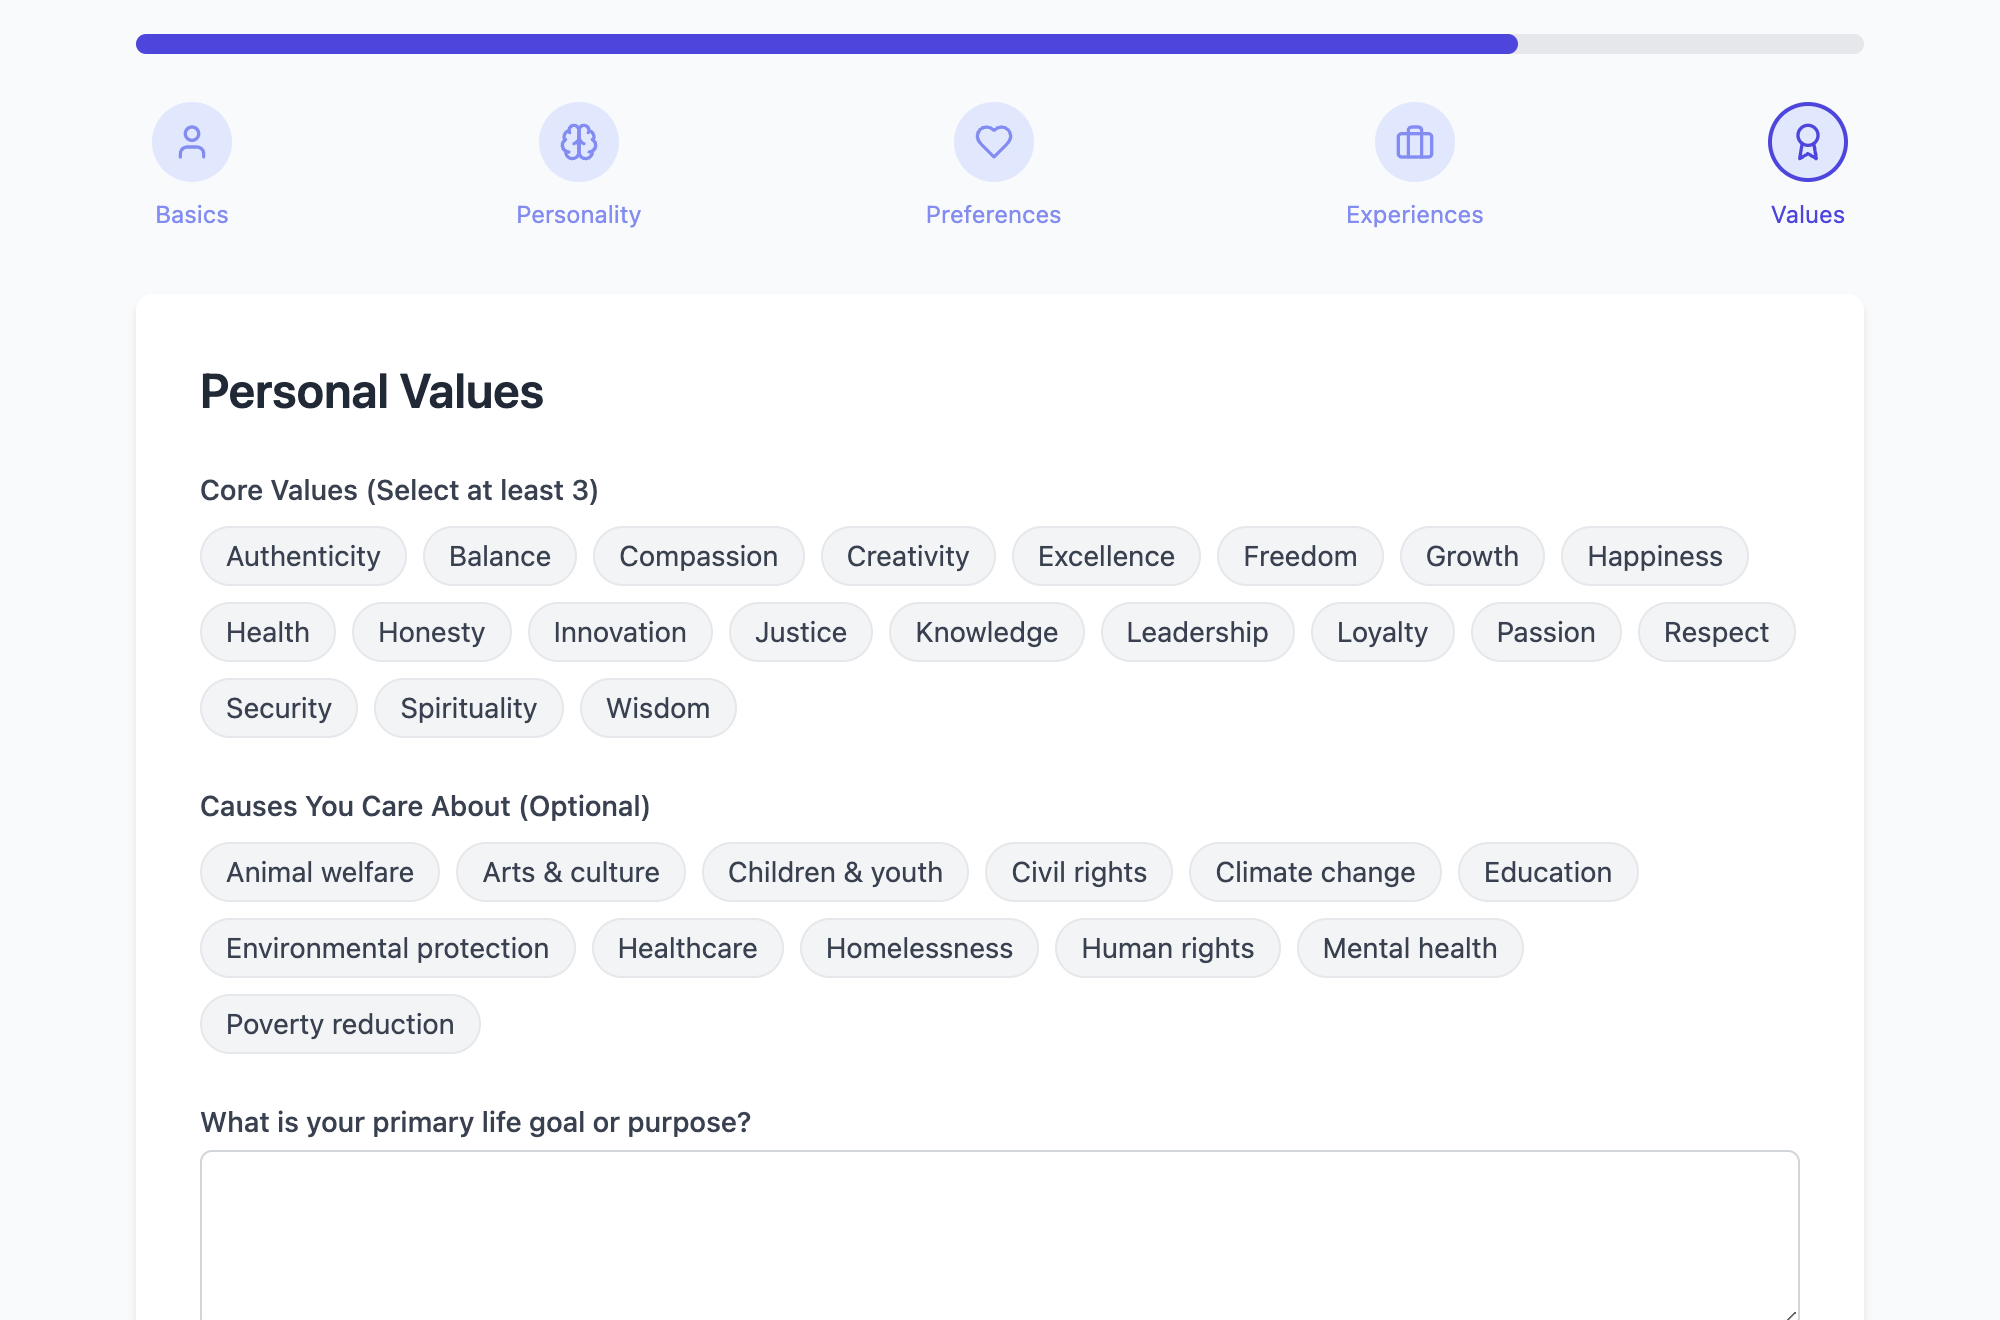 Basics Personality Preferences Experiences Values
Personal Values
Core Values (Select at least 3)
Authenticity Balance Compassion Creativity Excellence Freedom Growth Happiness
Health Honesty Innovation Justice Knowledge Leadership Loyalty Passion Respect
Security Spirituality Wisdom
Causes You Care About (Optional)
Animal welfare Arts & culture Children & youth Civil rights Climate change Education
Environmental protection Healthcare Homelessness Human rights Mental health
Poverty reduction
What is your primary life goal or purpose?